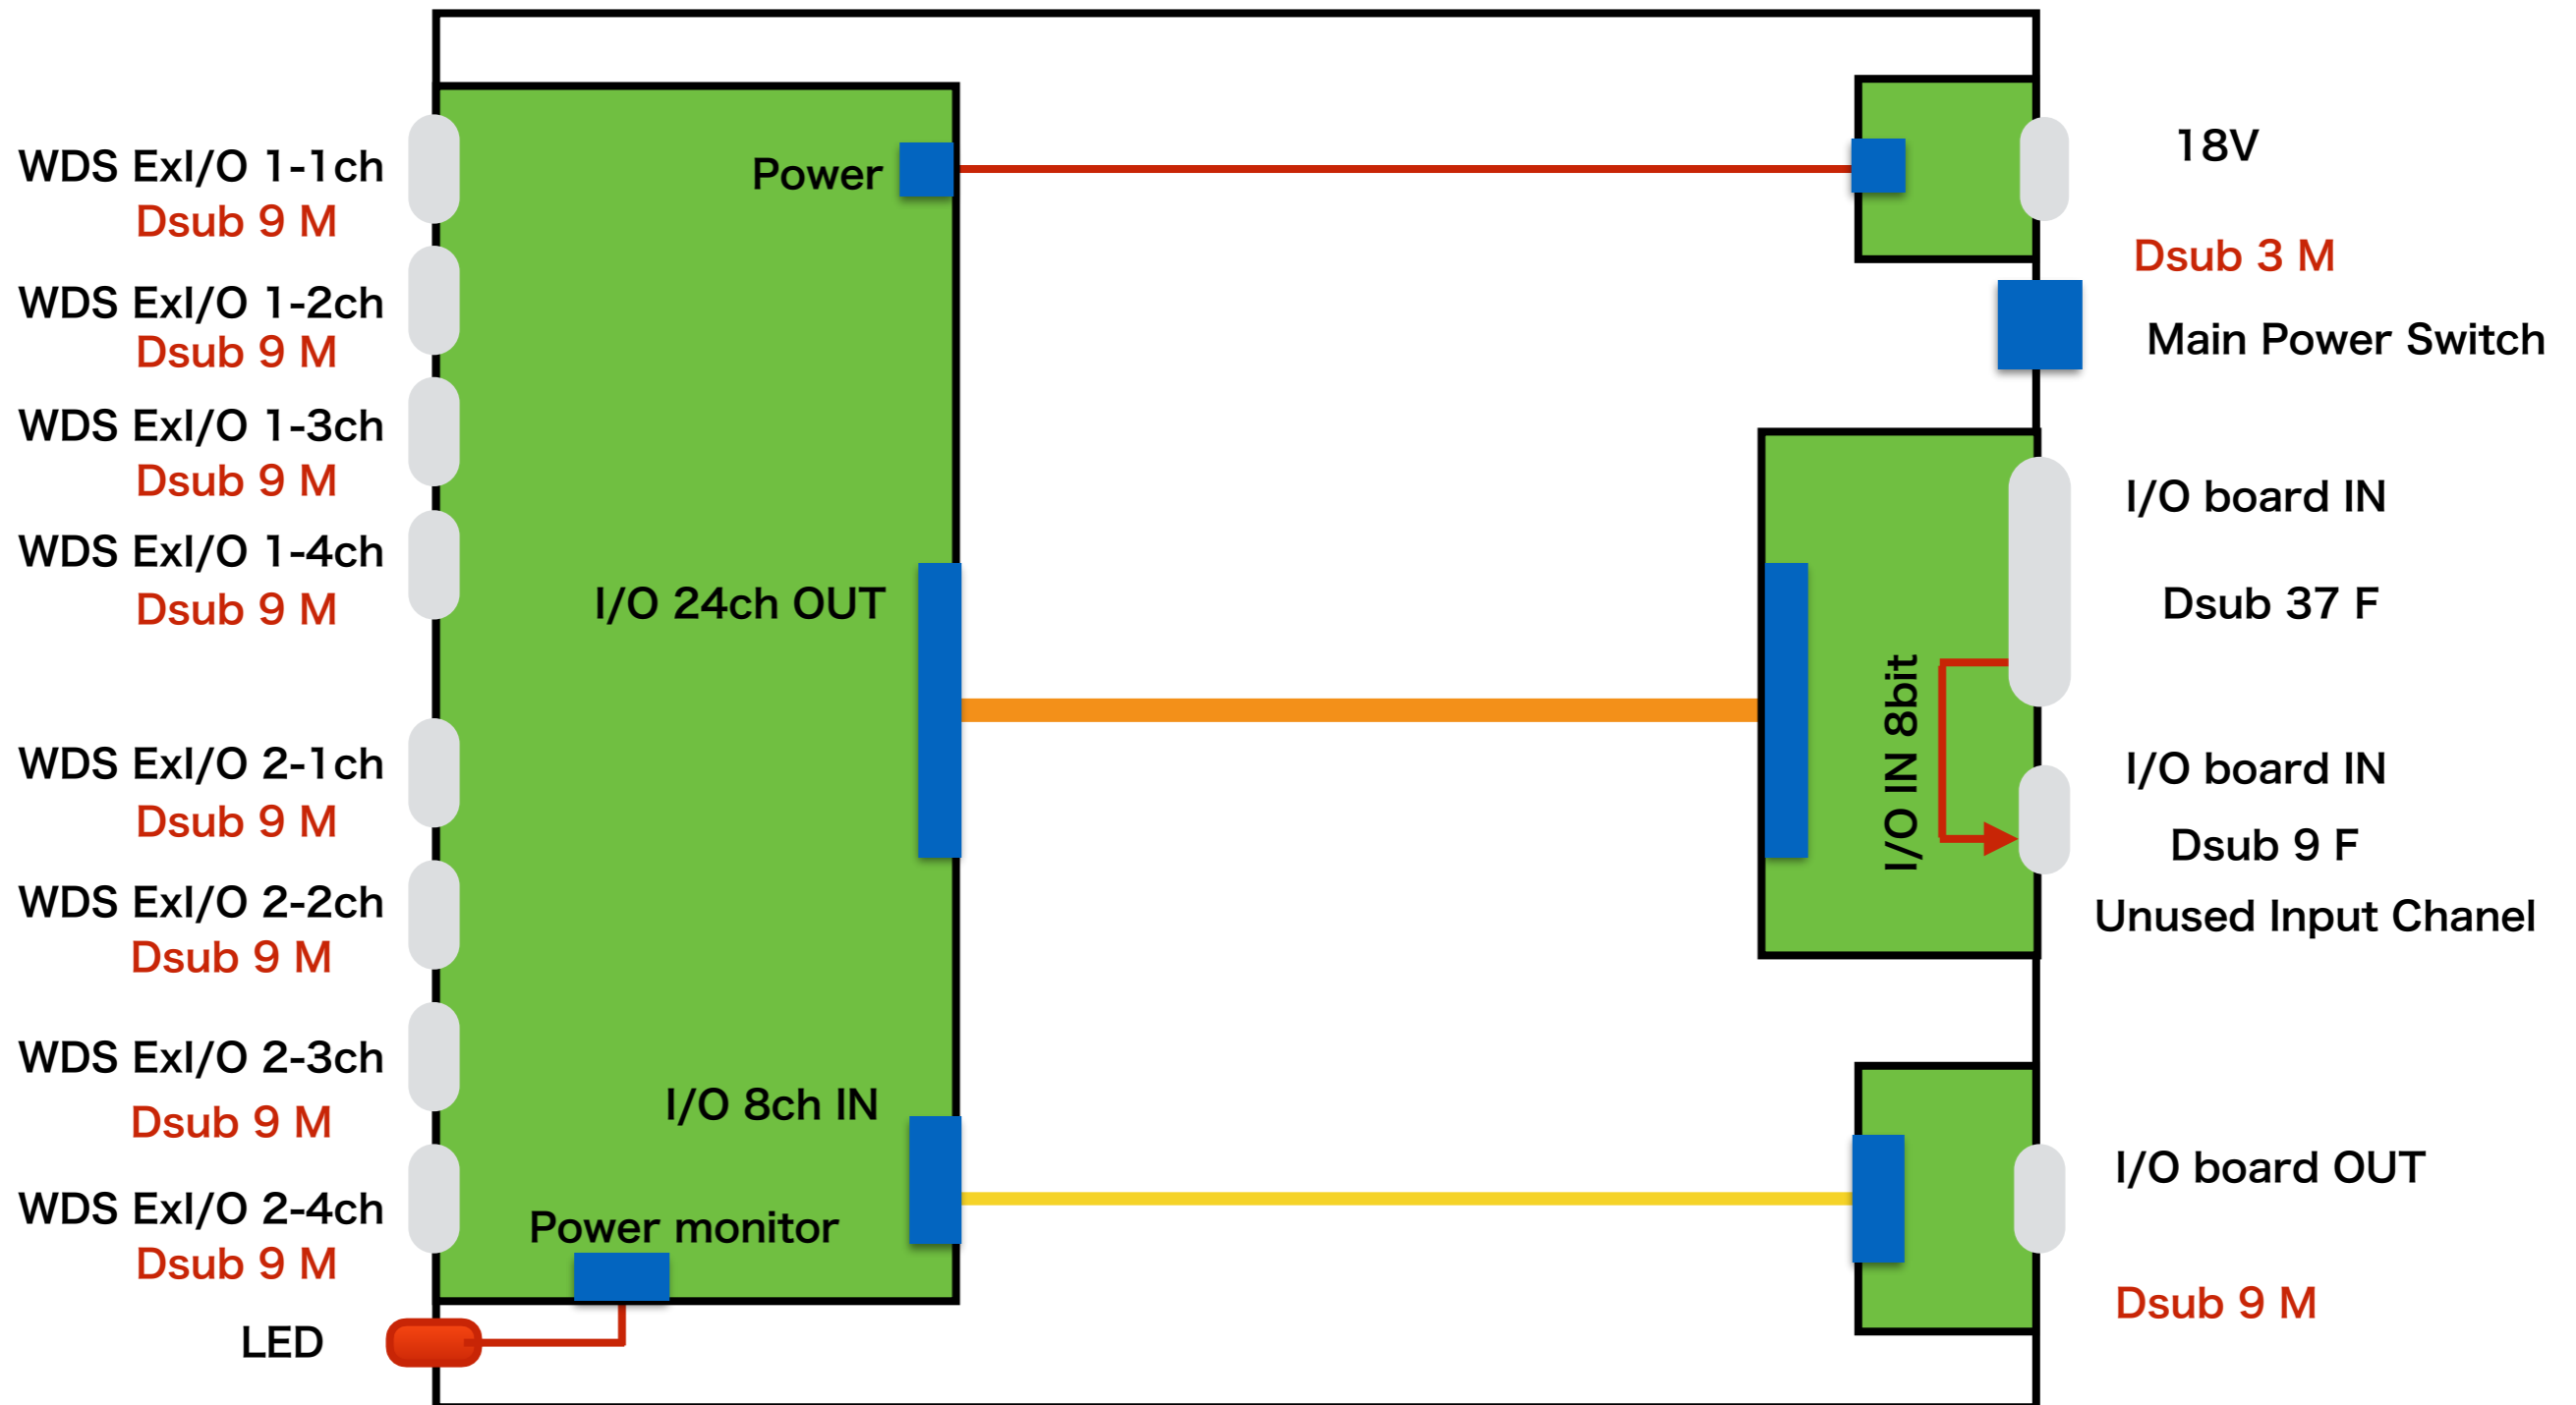 WDS ExI/O 1-1ch
Dsub 9 M
WDS ExI/O 1-2ch
Dsub 9 M
WDS ExI/O 1-3ch
Dsub 9 M
WDS ExI/O 1-4ch
Dsub 9 M
WDS ExI/O 2-1ch
Dsub 9 M
WDS ExI/O 2-2ch
Dsub 9 M
WDS ExI/O 2-3ch
Dsub 9 M
WDS ExI/O 2-4ch
Dsub 9 M
LED
Power
I/O 24ch OUT
I/O 8ch IN
Power monitor
18V
Dsub 3 M
Main Power Switch
I/O board IN
Dsub 37 F
I/O IN 8bit
I/O board IN
Dsub 9 F
Unused Input Chanel
I/O board OUT
Dsub 9 M